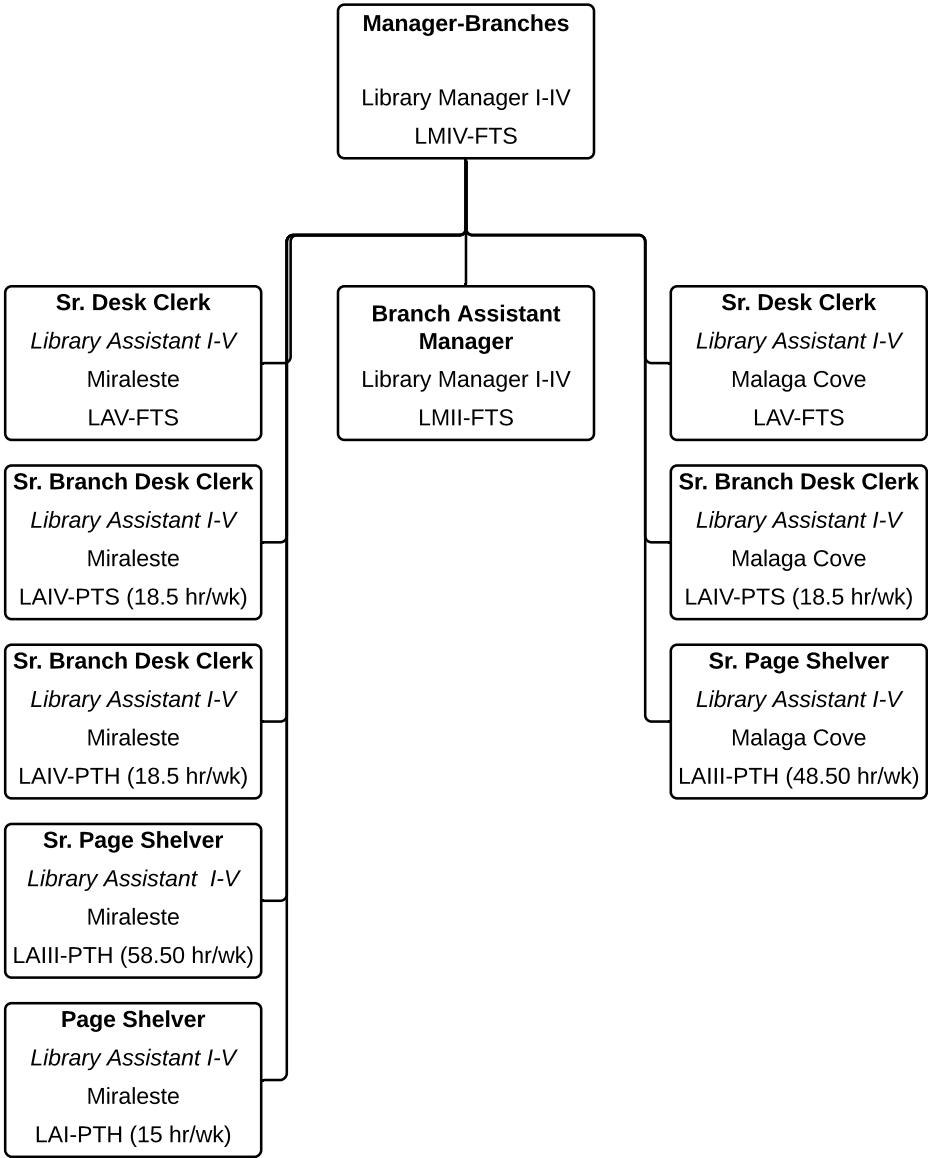 Manager-Branches
Library Manager I-IV
LMIV-FTS
Sr. Desk Clerk
Library Assistant I-V
Miraleste
LAV-FTS
Branch Assistant
Manager
Library Manager I-IV
LMII-FTS
Sr. Desk Clerk
Library Assistant I-V
Malaga Cove
LAV-FTS
Sr. Branch Desk Clerk
Library Assistant I-V
Miraleste
LAIV-PTS (18.5 hr/wk)
Sr. Branch Desk Clerk
Library Assistant I-V
Malaga Cove
LAIV-PTS (18.5 hr/wk)
Sr. Branch Desk Clerk
Library Assistant I-V
Miraleste
LAIV-PTH (18.5 hr/wk)
Sr. Page Shelver
Library Assistant I-V
Malaga Cove
LAIII-PTH (48.50 hr/wk)
Sr. Page Shelver
Library Assistant  I-V
Miraleste
LAIII-PTH (58.50 hr/wk)
Page Shelver
Library Assistant I-V
Miraleste
LAI-PTH (15 hr/wk)